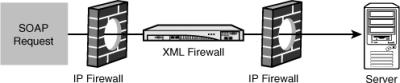 SOAP
Request
XML Firewall
IP Firewall
IP Firewall
Server